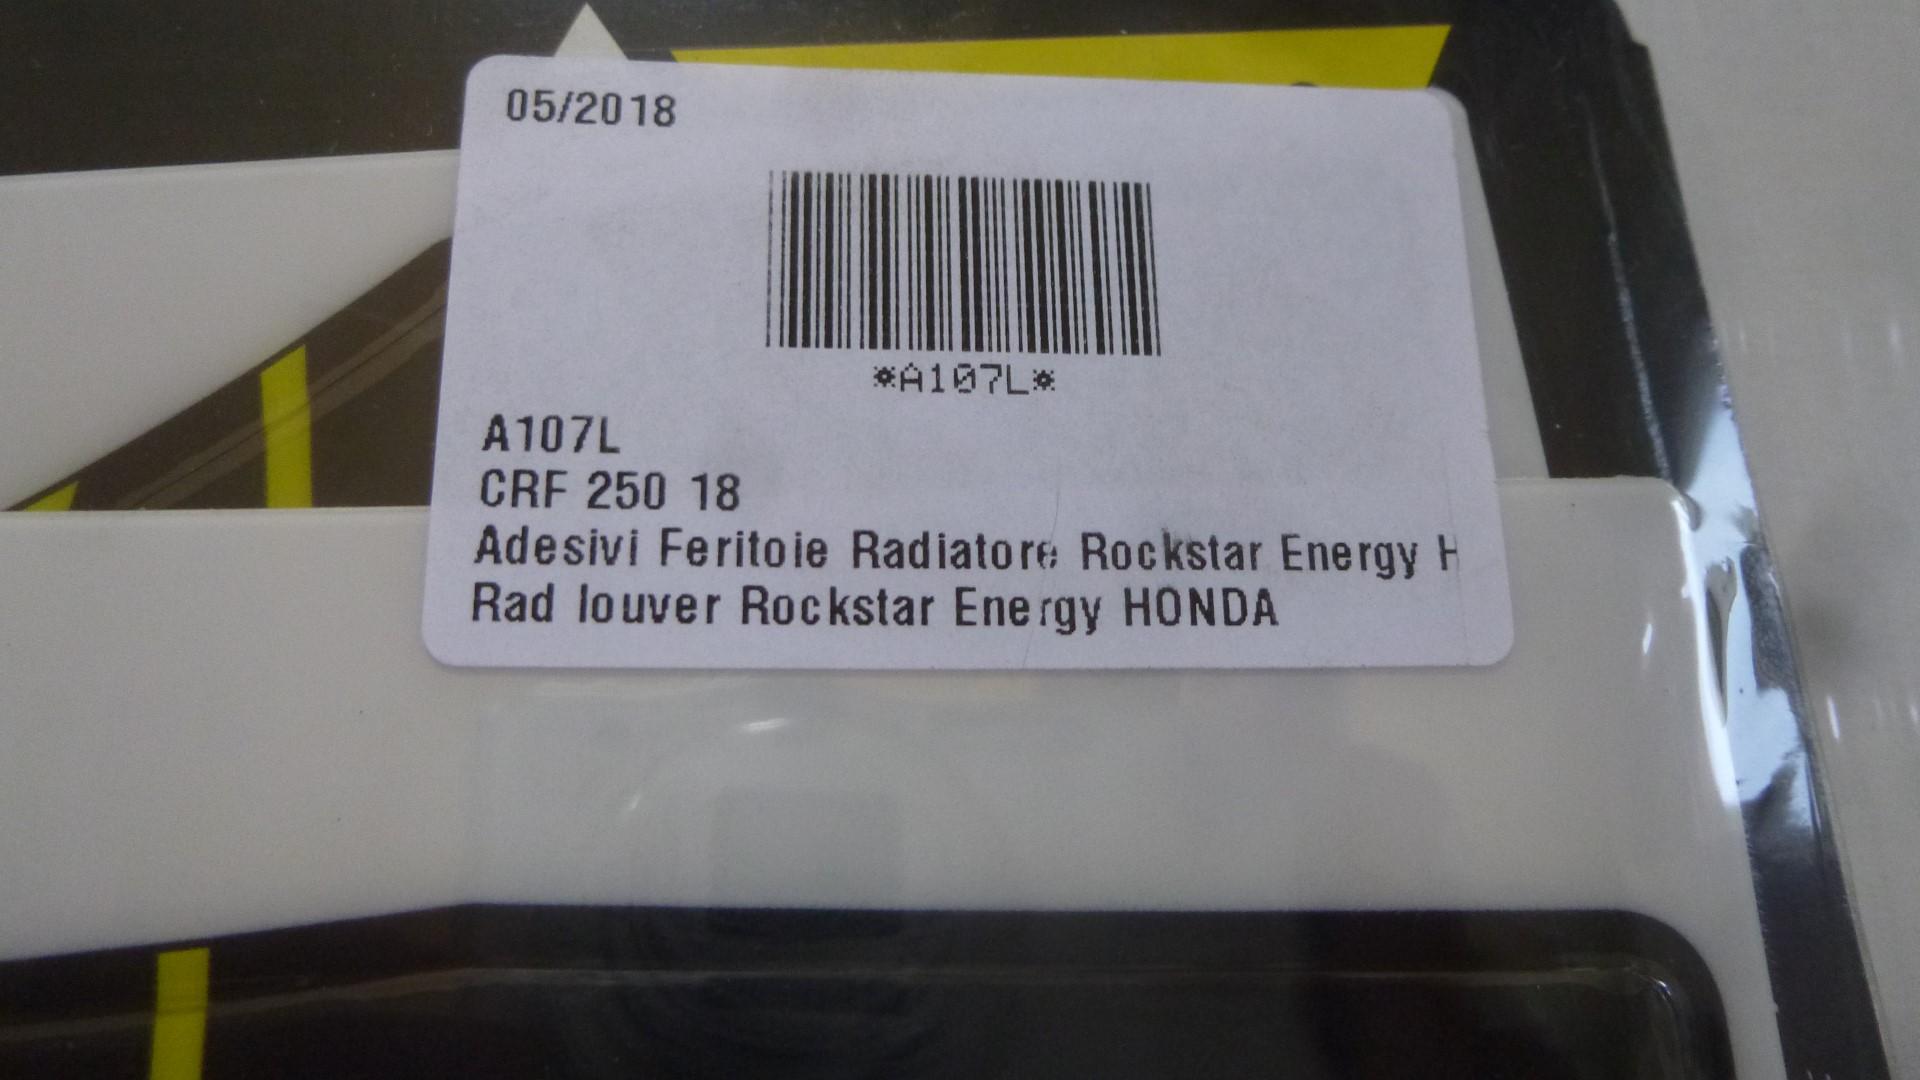 05/2018
*A107L*
A107L
CRF 250 18
Adesivi Feritoie Radiatore Rockstar Energy H
Rad louver Rockstar Energy HONDA